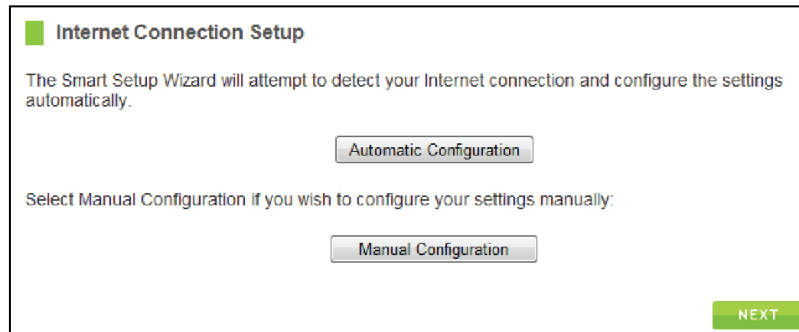 Internet Connection Setup
The Smart Setup Wizard will attempt to detect your Internet connection and configure the settings
automatically.
Automatic Configuration
Select Manual Configuration if you wish to configure your settings manually:
Manual Configuration
NEXT